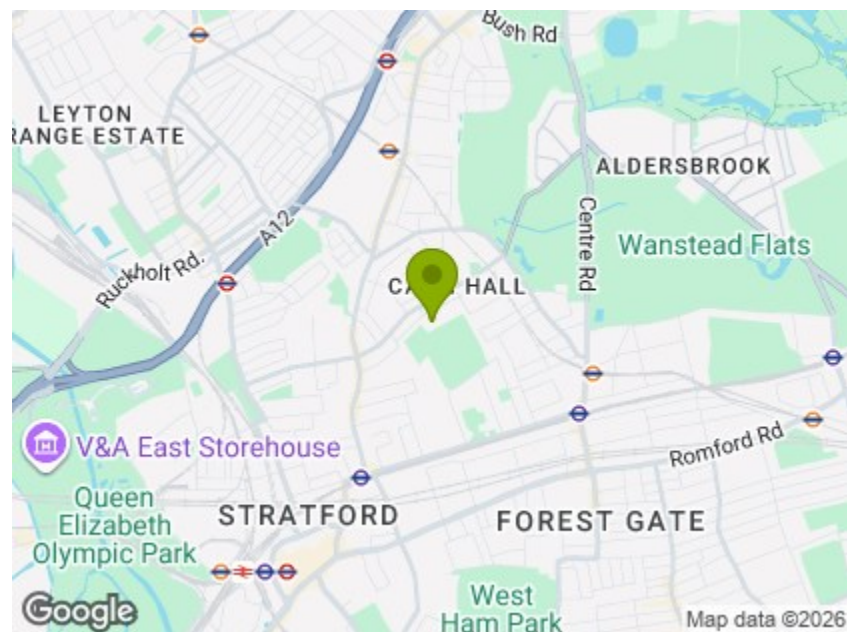 Bush Rd
LEYTON
RANGE ESTATE
ALDERSBROOK
A12
Centre Rd
Wanstead Flats
Ruckholt Rd.
HALL
V&A East Storehouse
Romford Rd
Queen
Elizabeth
Olympic Park
STRATFORD
FOREST GATE
West
Ham Park
Google
Map data ©2026